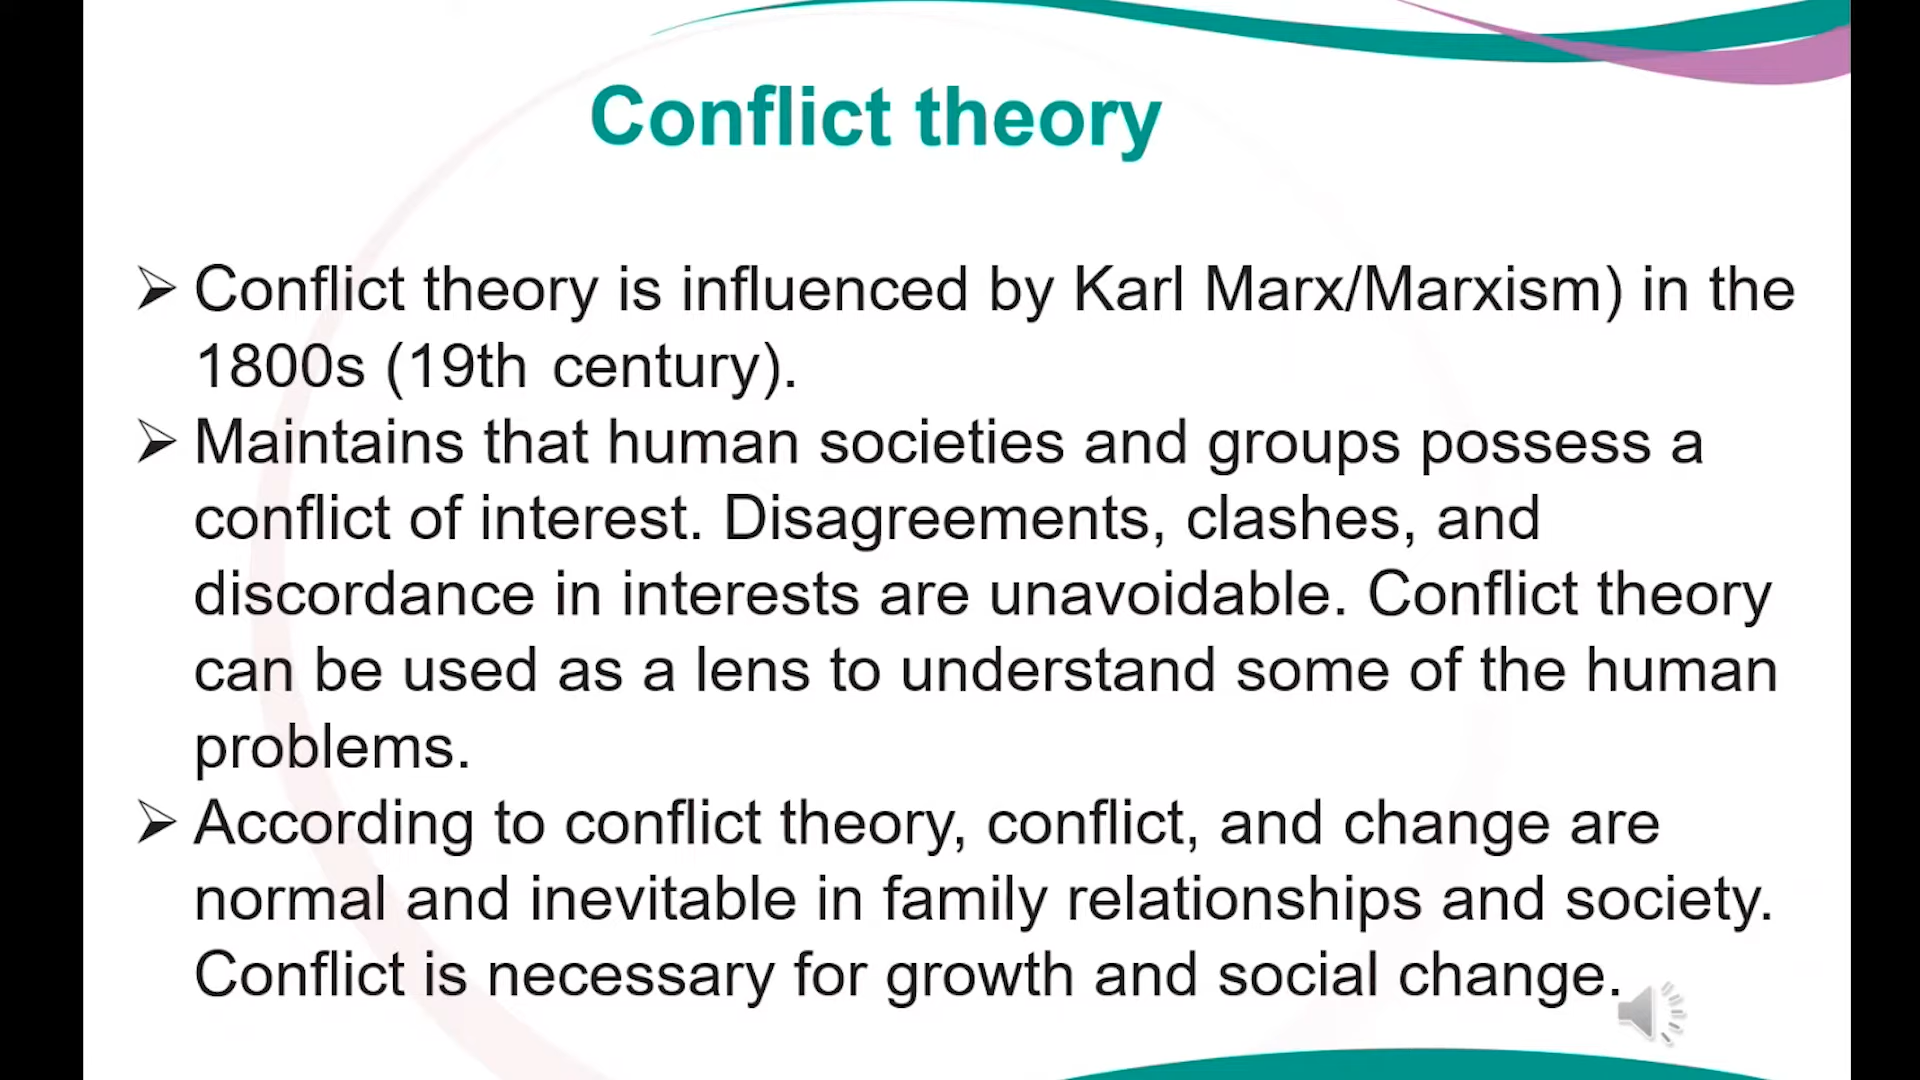 Conflict theory
➢ Conflict theory is influenced by Karl Marx/Marxism) in the
1800s (19th century).
➢ Maintains that human societies and groups possess a
conflict of interest. Disagreements, clashes, and
discordance in interests are unavoidable. Conflict theory
can be used as a lens to understand some of the human
problems.
➢ According to conflict theory, conflict, and change are
normal and inevitable in family relationships and society.
Conflict is necessary for growth and social change.